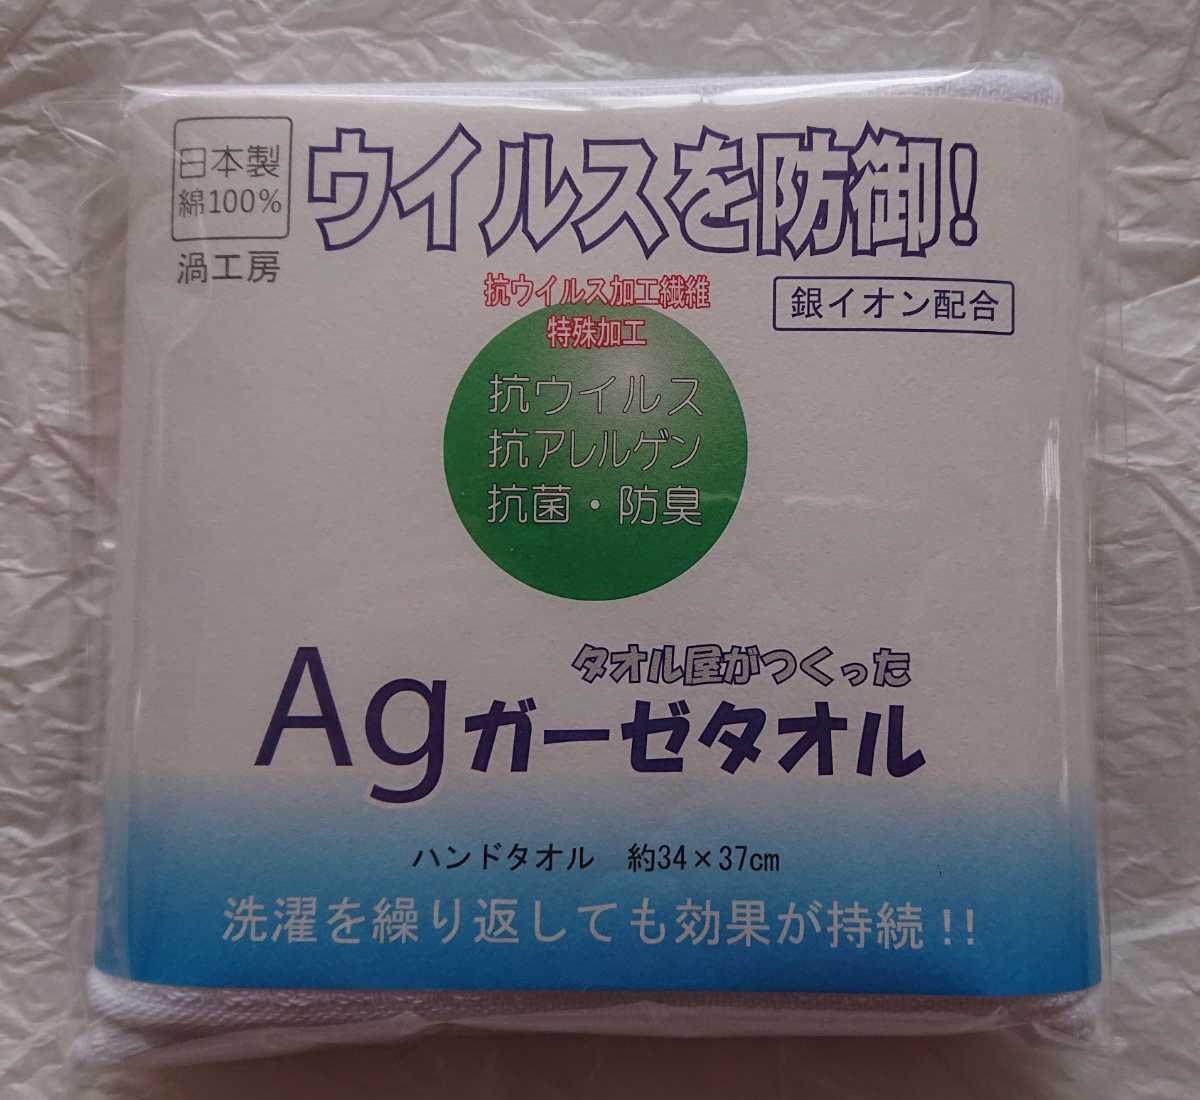 日本製
綿100%
渦工房
ウイルスを防御!
抗ウイルス加工繊維
特殊加工
銀イオン配合
抗ウイルス
抗アレルゲン
抗菌・防臭
タオル屋がつくった
Agガーゼタオル
ハンドタオル 約34×37cm
洗濯を繰り返しても効果が持続!!